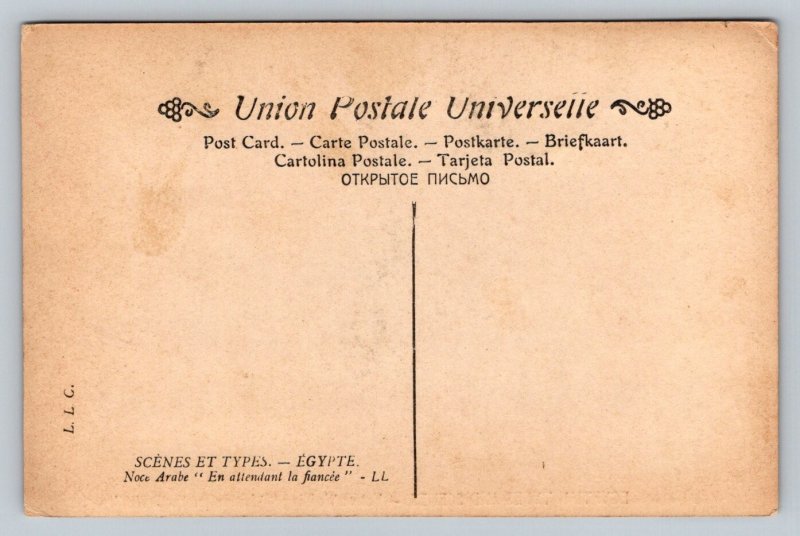 Union Postale Universelle
Post Card. — Carte Postale. — Postkarte. — Briefkaart.
Cartolina Postale. — Tarjeta Postal.
ОТКРЫТОЕ ПИСЬМО
L. L C.
SCÈNES ET TYPES. — ÉGYPTE.
Noce Arabe “ En attendant la fiancée ” - LL